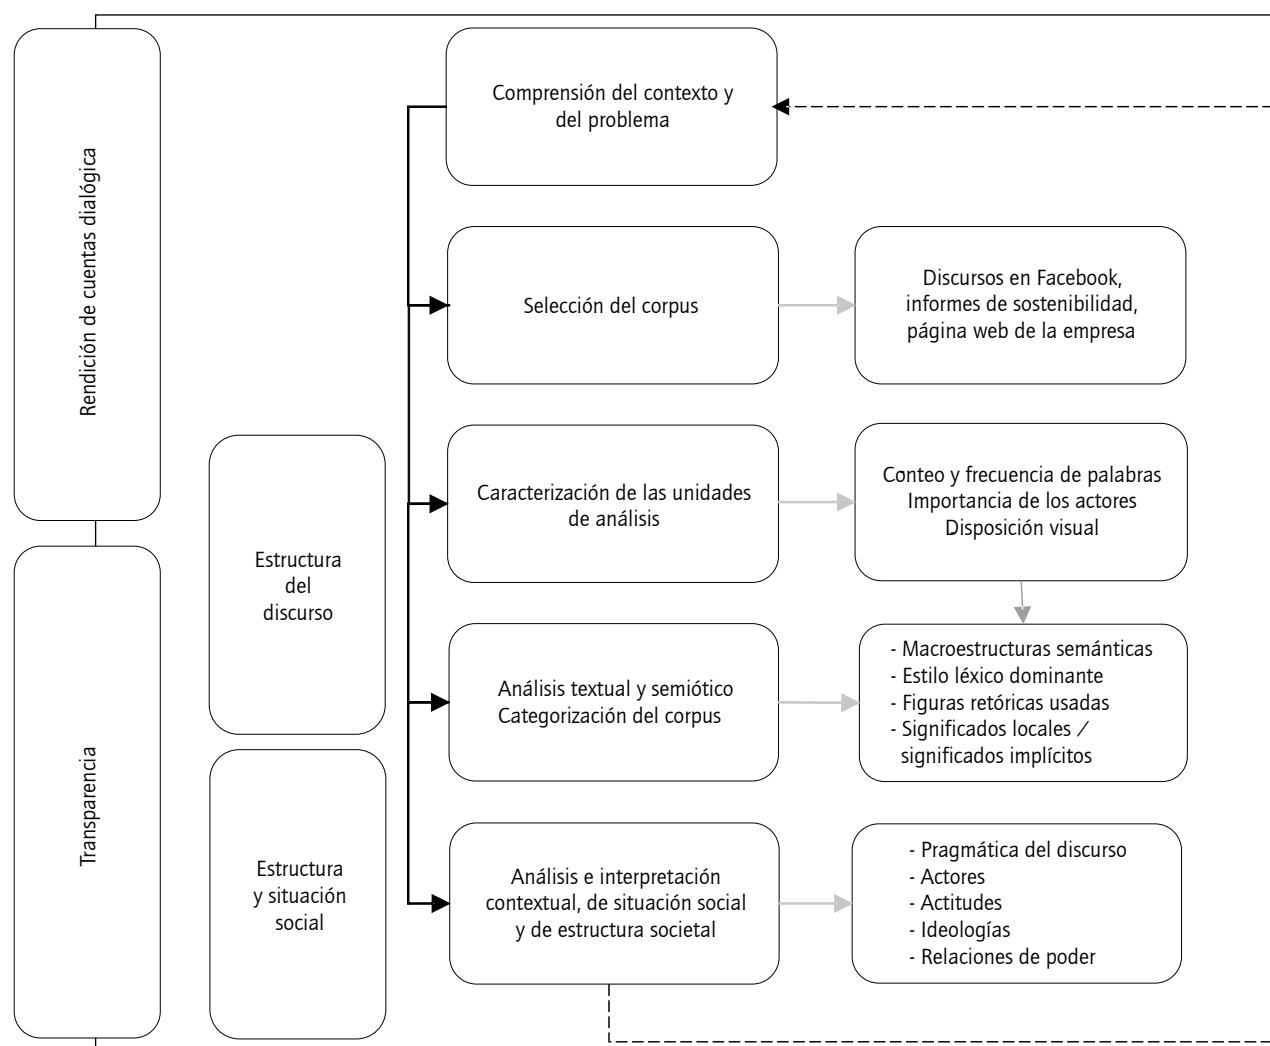 Rendición de cuentas dialógica
Transparencia
Estructura
del
discurso
Estructura
y situación
social
Comprensión del contexto y
del problema
Selección del corpus
Discursos en Facebook,
informes de sostenibilidad,
página web de la empresa
Caracterización de las unidades
de análisis
Conteo y frecuencia de palabras
Importancia de los actores
Disposición visual
Análisis textual y semiótico
Categorización del corpus
- Macroestructuras semánticas
- Estilo léxico dominante
- Figuras retóricas usadas
- Significados locales /
significados implícitos
Análisis e interpretación
contextual, de situación social
y de estructura societal
- Pragmática del discurso
- Actores
- Actitudes
- Ideologías
- Relaciones de poder